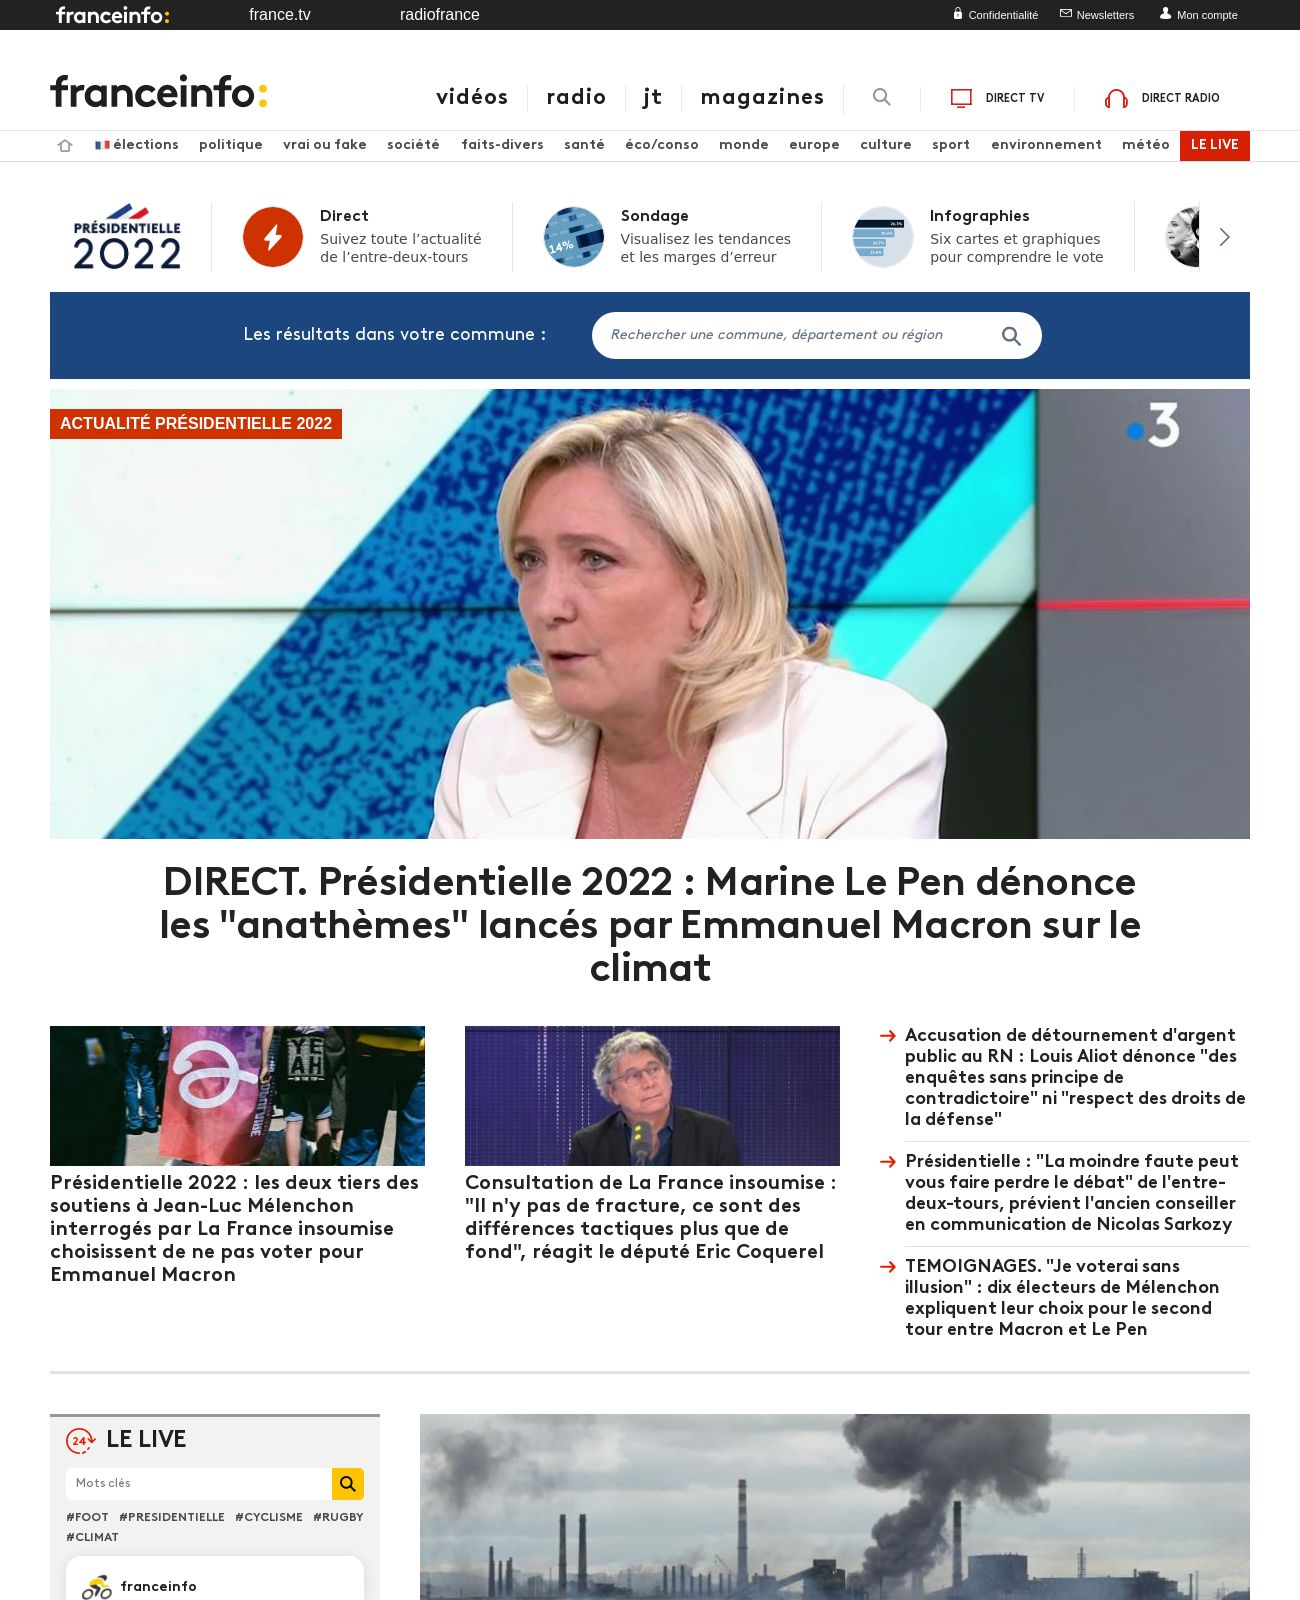 franceinfo: france.tv radiofrance Confidentialité Newsletters Mon compte
franceinfo: vidéos radio jt magazines DIRECT TV DIRECT RADIO
élections politique vrai ou fake société faits-divers santé éco/conso monde europe culture sport environnement météo LE LIVE
PRÉSIDENTIELLE
2022
Direct
Suivez toute l’actualité
de l’entre-deux-tours
14%
Sondage
Visualisez les tendances
et les marges d’erreur
Infographies
Six cartes et graphiques
pour comprendre le vote
Les résultats dans votre commune :
Rechercher une commune, département ou région
ACTUALITÉ PRÉSIDENTIELLE 2022
3
DIRECT. Présidentielle 2022 : Marine Le Pen dénonce
les "anathèmes" lancés par Emmanuel Macron sur le
climat
YE
AH
Présidentielle 2022 : les deux tiers des
soutiens à Jean-Luc Mélenchon
interrogés par La France insoumise
choisissent de ne pas voter pour
Emmanuel Macron
Consultation de La France insoumise :
"Il n'y pas de fracture, ce sont des
différences tactiques plus que de
fond", réagit le député Eric Coquerel
Accusation de détournement d'argent
public au RN : Louis Aliot dénonce "des
enquêtes sans principe de
contradictoire" ni "respect des droits de
la défense"
Présidentielle : "La moindre faute peut
vous faire perdre le débat" de l'entre-
deux-tours, prévient l'ancien conseiller
en communication de Nicolas Sarkozy
TEMOIGNAGES. "Je voterai sans
illusion" : dix électeurs de Mélenchon
expliquent leur choix pour le second
tour entre Macron et Le Pen
24 LE LIVE
Mots clés
#FOOT #PRESIDENTIELLE #CYCLISME #RUGBY
#CLIMAT
franceinfo